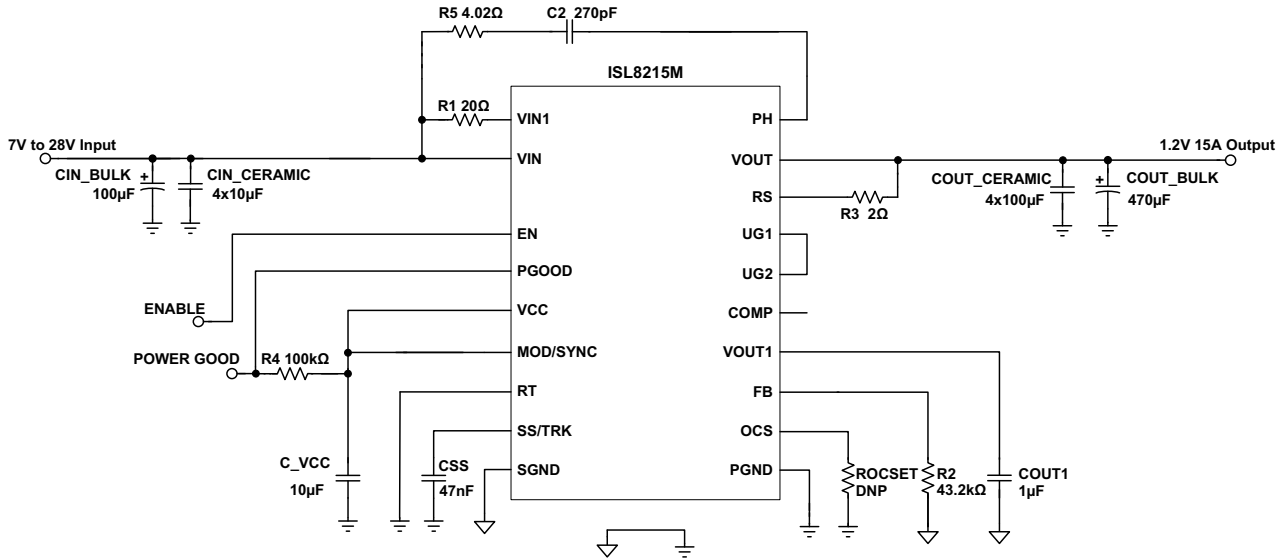 R5 4.02Ω
C2 270pF
ISL8215M
R1 20Ω
VIN1
PH
7V to 28V Input
VIN
VOUT
1.2V 15A Output
CIN_BULK
100µF
+
CIN_CERAMIC
4x10µF
RS
R3 2Ω
COUT_CERAMIC
4x100µF
+
COUT_BULK
470µF
EN
UG1
PGOOD
UG2
ENABLE
VCC
COMP
POWER GOOD
R4 100kΩ
MOD/SYNC
VOUT1
RT
FB
SS/TRK
OCS
C_VCC
10µF
CSS
47nF
SGND
PGND
ROCSET
DNP
R2
43.2kΩ
COUT1
1µF